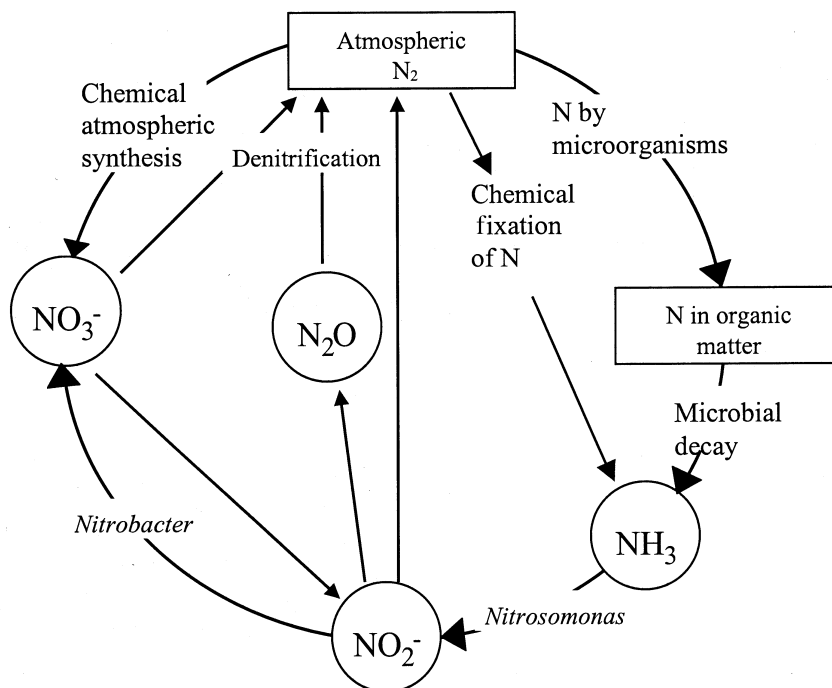 Atmospheric
N₂
Chemical
atmospheric
synthesis
Denitrification
N by
microorganisms
Chemical
fixation
of N
NO₃⁻
N₂O
N in organic
matter
Microbial
decay
Nitrobacter
NH₃
Nitrosomonas
NO₂⁻